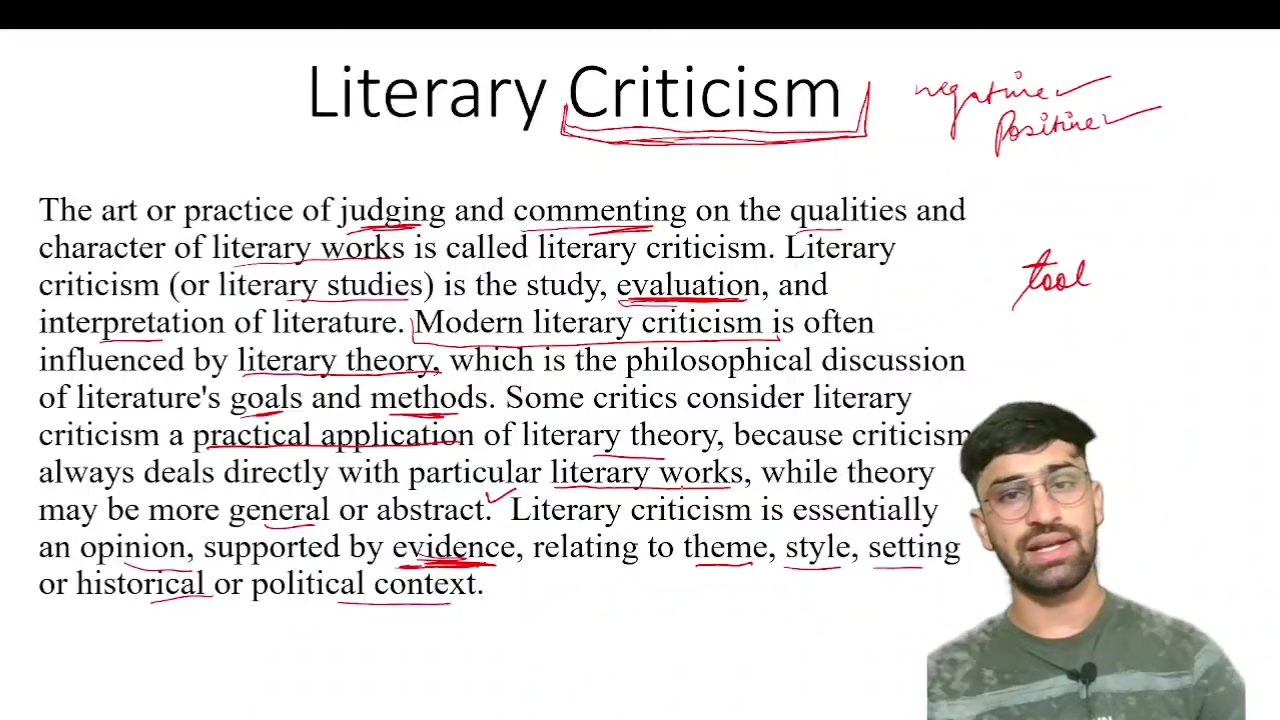 Literary Criticism
negative
Positive
The art or practice of judging and commenting on the qualities and
character of literary works is called literary criticism. Literary
criticism (or literary studies) is the study, evaluation, and
interpretation of literature. Modern literary criticism is often
influenced by literary theory, which is the philosophical discussion
of literature's goals and methods. Some critics consider literary
criticism a practical application of literary theory, because criticism
always deals directly with particular literary works, while theory
may be more general or abstract. Literary criticism is essentially
an opinion, supported by evidence, relating to theme, style, setting
or historical or political context.
tool